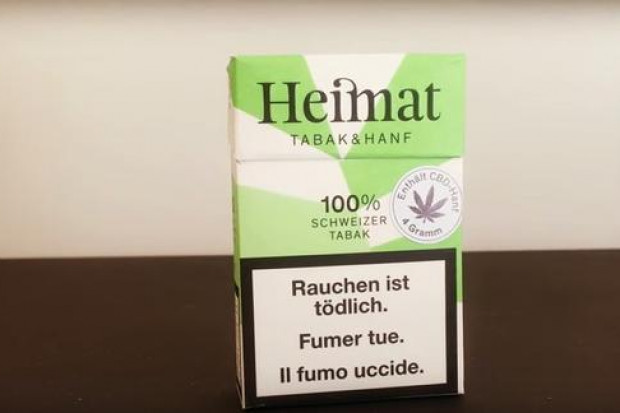 Heimat
TABAK & HANF
100%
SCHWEIZER
TABAK
Enthält CBD-Hanf
4 Gramm
Rauchen ist
tödlich.
Fumer tue.
Il fumo uccide.